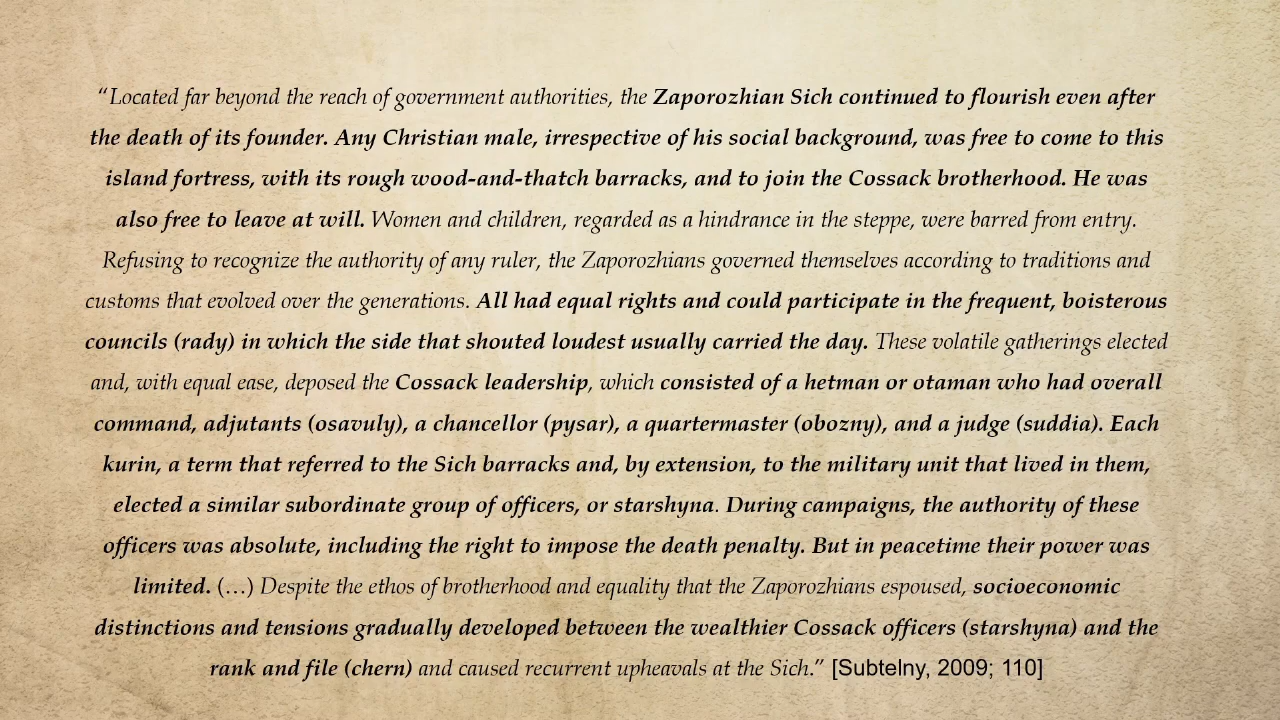 “Located far beyond the reach of government authorities, the Zaporozhian Sich continued to flourish even after
the death of its founder. Any Christian male, irrespective of his social background, was free to come to this
island fortress, with its rough wood-and-thatch barracks, and to join the Cossack brotherhood. He was
also free to leave at will. Women and children, regarded as a hindrance in the steppe, were barred from entry.
Refusing to recognize the authority of any ruler, the Zaporozhians governed themselves according to traditions and
customs that evolved over the generations. All had equal rights and could participate in the frequent, boisterous
councils (rady) in which the side that shouted loudest usually carried the day. These volatile gatherings elected
and, with equal ease, deposed the Cossack leadership, which consisted of a hetman or otaman who had overall
command, adjutants (osavuly), a chancellor (pysar), a quartermaster (obozny), and a judge (suddia). Each
kurin, a term that referred to the Sich barracks and, by extension, to the military unit that lived in them,
elected a similar subordinate group of officers, or starshyna. During campaigns, the authority of these
officers was absolute, including the right to impose the death penalty. But in peacetime their power was
limited. (…) Despite the ethos of brotherhood and equality that the Zaporozhians espoused, socioeconomic
distinctions and tensions gradually developed between the wealthier Cossack officers (starshyna) and the
rank and file (chern) and caused recurrent upheavals at the Sich.” [Subtelny, 2009; 110]